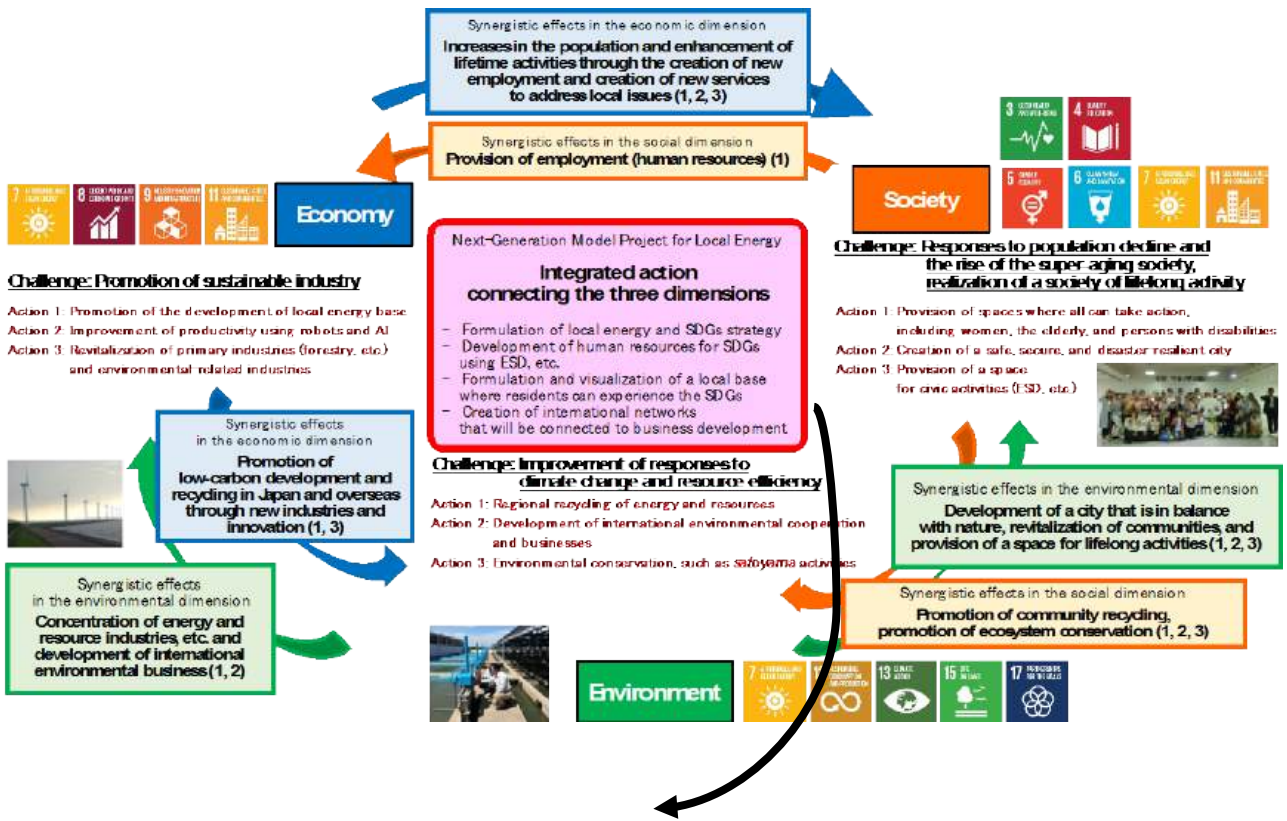 Synergistic effects in the economic dimension
Increases in the population and enhancement of
lifetime activities through the creation of new
employment and creation of new services
to address local issues (1, 2, 3)
Synergistic effects in the social dimension
Provision of employment (human resources) (1)
7
8
9
11
Economy
Challenge: Promotion of sustainable industry
Action 1: Promotion of the development of local energy base
Action 2: Improvement of productivity using robots and AI
Action 3: Revitalization of primary industries (forestry, etc.)
and environmental-related industries
Next-Generation Model Project for Local Energy
Integrated action
connecting the three dimensions
- Formulation of local energy and SDGs strategy
- Development of human resources for SDGs
using ESD, etc.
- Formulation and visualization of a local base
where residents can experience the SDGs
- Creation of international networks
that will be connected to business development
3
4
Society
5
6
7
11
Challenge: Responses to population decline and
the rise of the super-aging society,
realization of a society of lifelong activity
Action 1: Provision of spaces where all can take action,
including women, the elderly, and persons with disabilities
Action 2: Creation of a safe, secure, and disaster-resilient city
Action 3: Provision of a space
for civic activities (ESD, etc.)
Synergistic effects
in the economic dimension
Promotion of
low-carbon development and
recycling in Japan and overseas
through new industries and
innovation (1, 3)
Synergistic effects
in the environmental dimension
Concentration of energy and
resource industries, etc. and
development of international
environmental business (1, 2)
Challenge: Improvement of responses to
climate change and resource efficiency
Action 1: Regional recycling of energy and resources
Action 2: Development of international environmental cooperation
and businesses
Action 3: Environmental conservation, such as satoyama activities
Synergistic effects in the environmental dimension
Development of a city that is in balance
with nature, revitalization of communities, and
provision of a space for lifelong activities (1, 2, 3)
Synergistic effects in the social dimension
Promotion of community recycling,
promotion of ecosystem conservation (1, 2, 3)
Environment
7
13
15
17